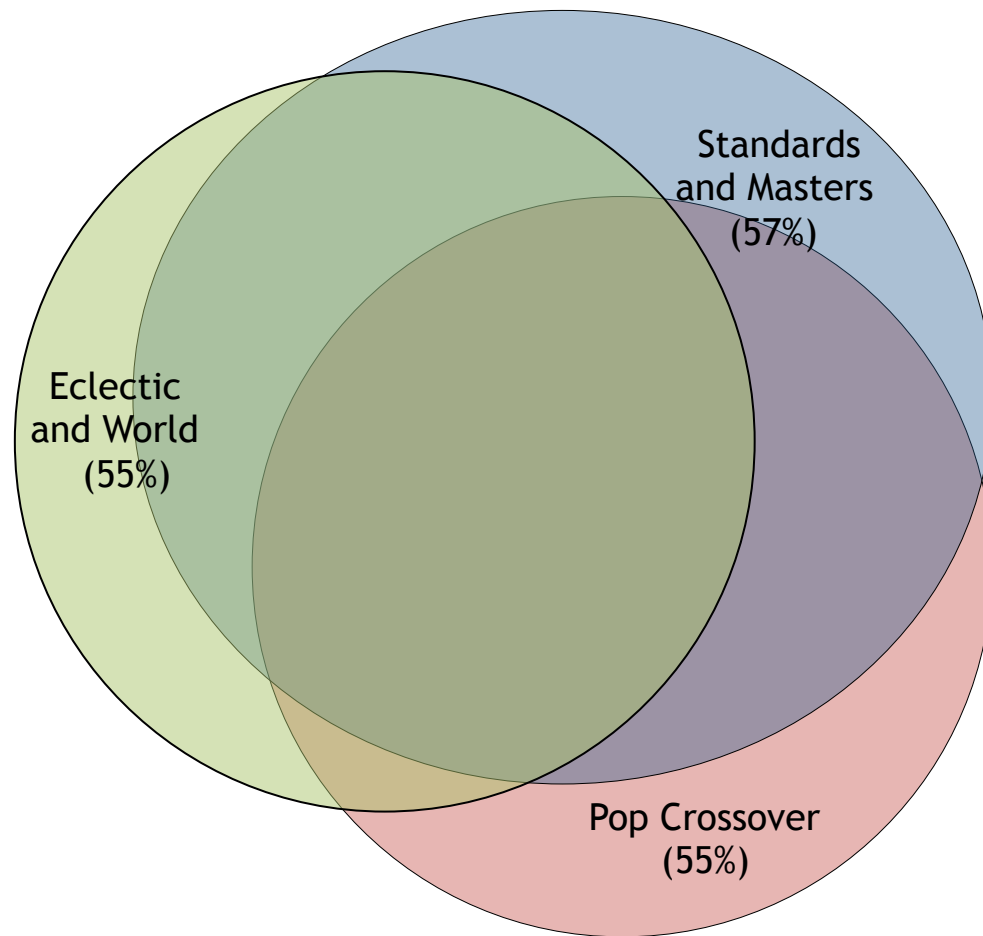 Standards
and Masters
(57%)
Eclectic
and World
(55%)
Pop Crossover
(55%)